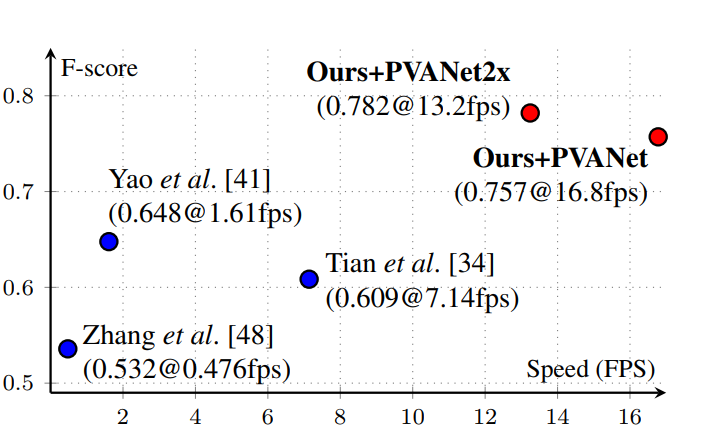 F-score
Ours+PVANet2x
(0.782@13.2fps)
0.8
Ours+PVANet
(0.757@16.8fps)
Yao et al. [41]
(0.648@1.61fps)
0.7
Tian et al. [34]
(0.609@7.14fps)
0.6
Zhang et al. [48]
(0.532@0.476fps)
Speed (FPS)
0.5
2 4 6 8 10 12 14 16